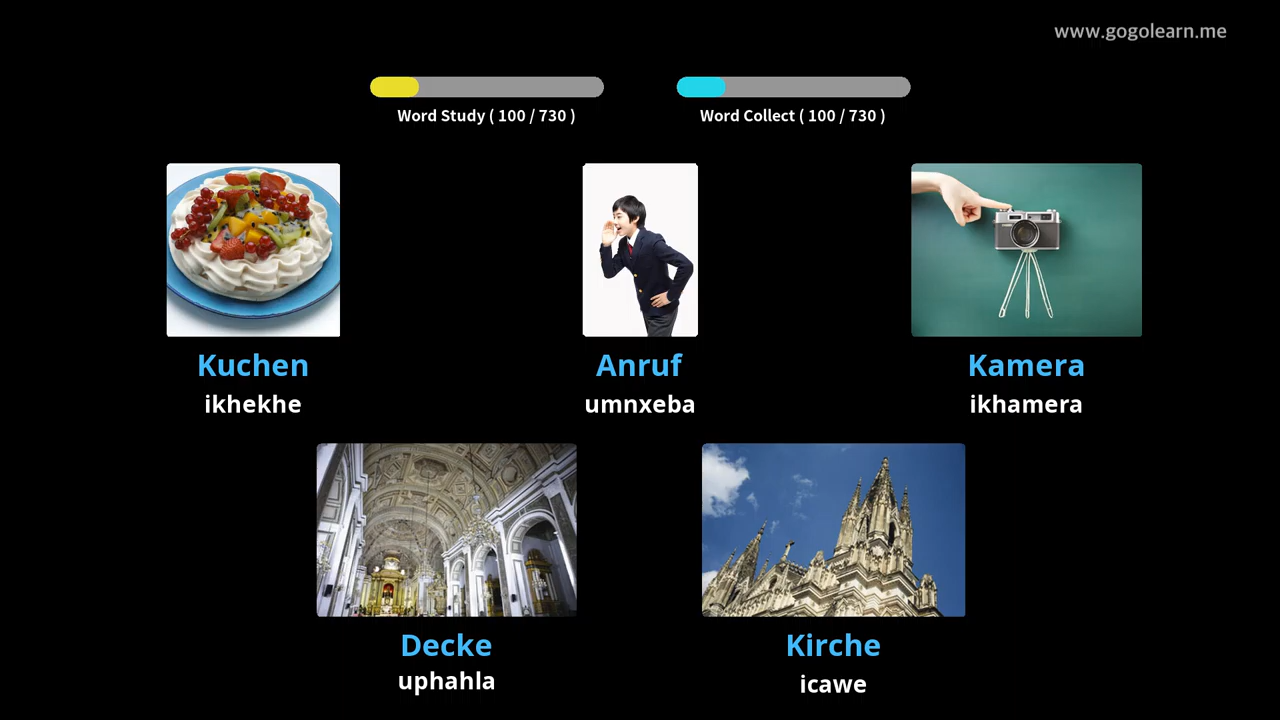 www.gogolearn.me
Word Study ( 100 / 730 )
Word Collect ( 100 / 730 )
Kuchen
ikhekhe
Anruf
umnxeba
Kamera
ikhamera
Decke
uphahla
Kirche
icawe